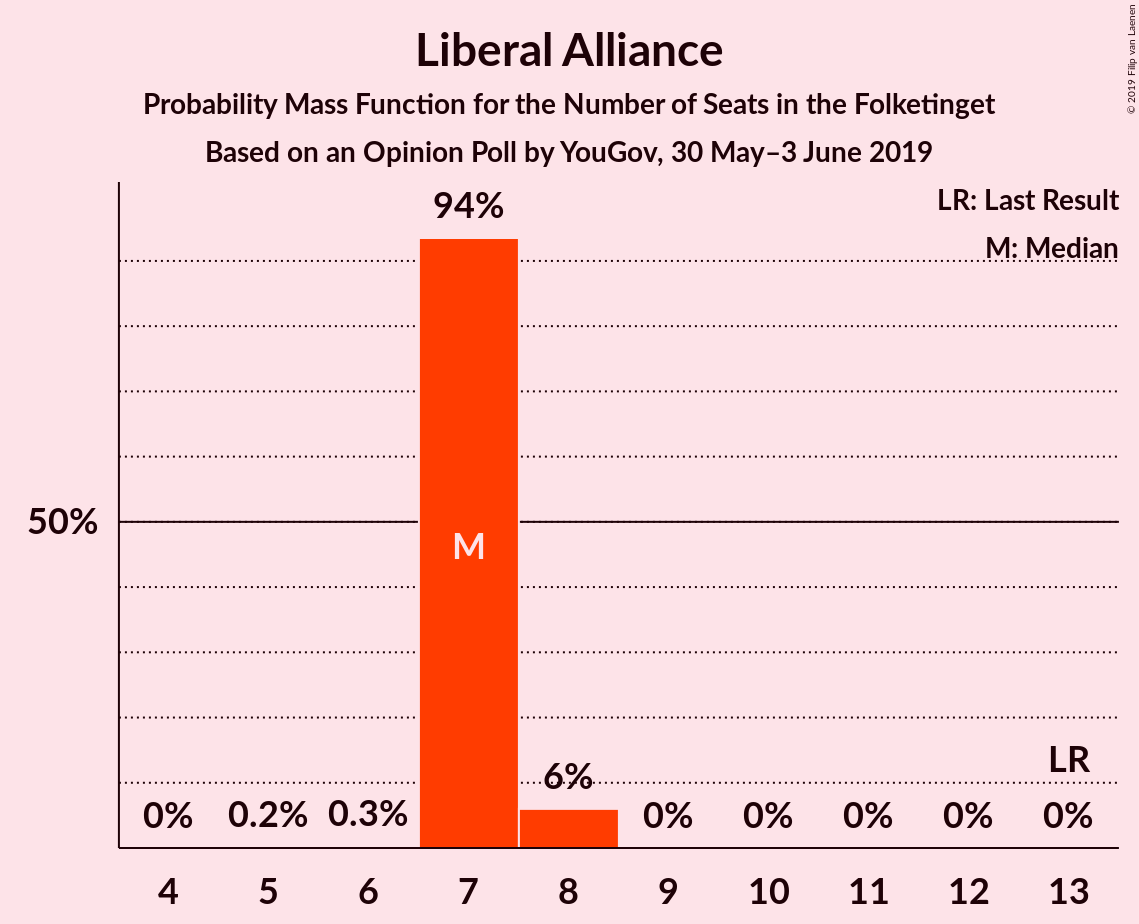 Liberal Alliance
Probability Mass Function for the Number of Seats in the Folketinget
Based on an Opinion Poll by YouGov, 30 May–3 June 2019
© 2019 Filip van Laenen
LR: Last Result
M: Median
94%
50%
M
LR
6%
0% 0.2% 0.3% 0% 0% 0% 0% 0%
4 5 6 7 8 9 10 11 12 13